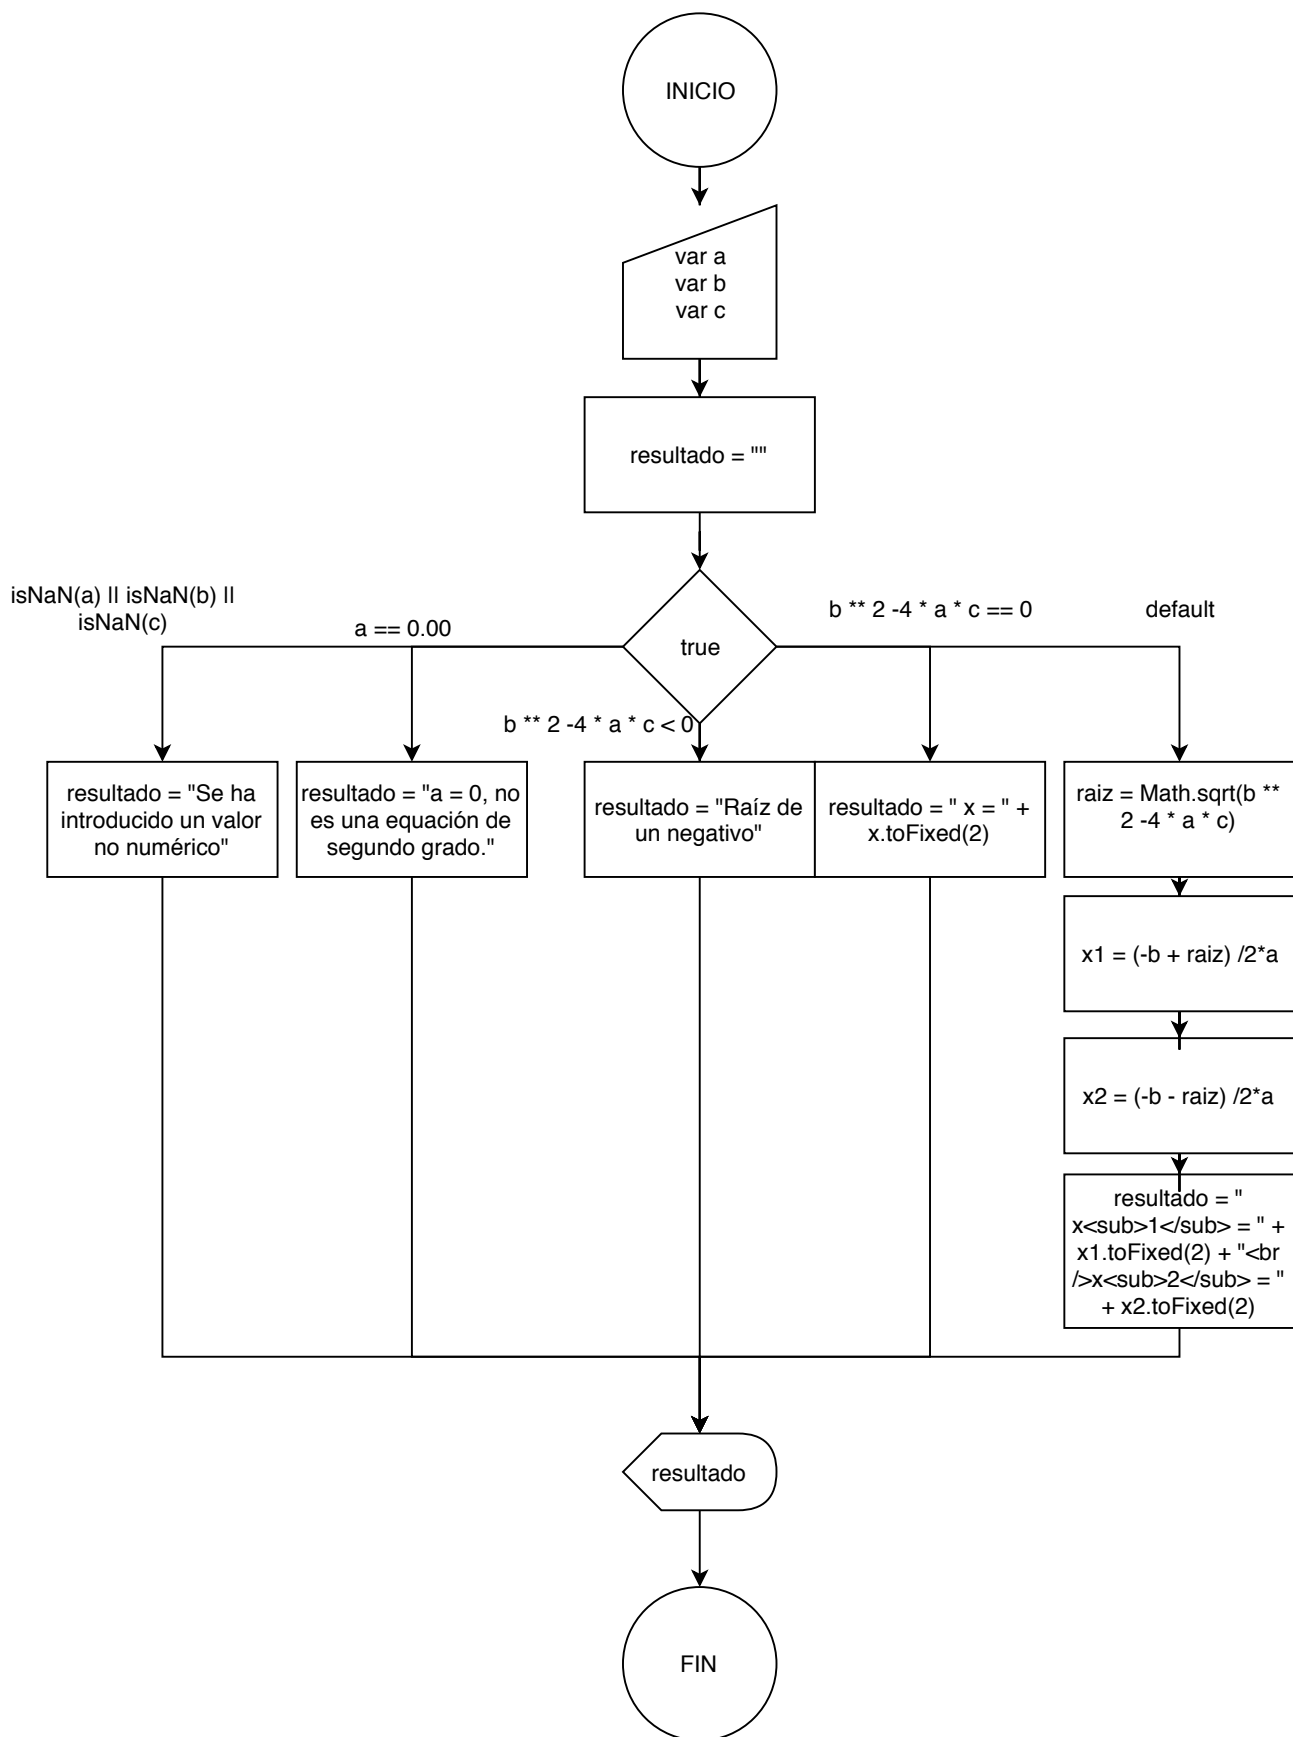 INICIO
var a
var b
var c
resultado = ""
isNaN(a) || isNaN(b) ||
isNaN(c)
a == 0.00
true
b ** 2 -4 * a * c == 0
default
b ** 2 -4 * a * c < 0
resultado = "Se ha
introducido un valor
no numérico"
resultado = "a = 0, no
es una equación de
segundo grado."
resultado = "Raíz de
un negativo"
resultado = " x = " +
x.toFixed(2)
raiz = Math.sqrt(b **
2 -4 * a * c)
x1 = (-b + raiz) /2*a
x2 = (-b - raiz) /2*a
resultado = "
x<sub>1</sub> = " +
x1.toFixed(2) + "<br
/>x<sub>2</sub> = "
+ x2.toFixed(2)
resultado
FIN